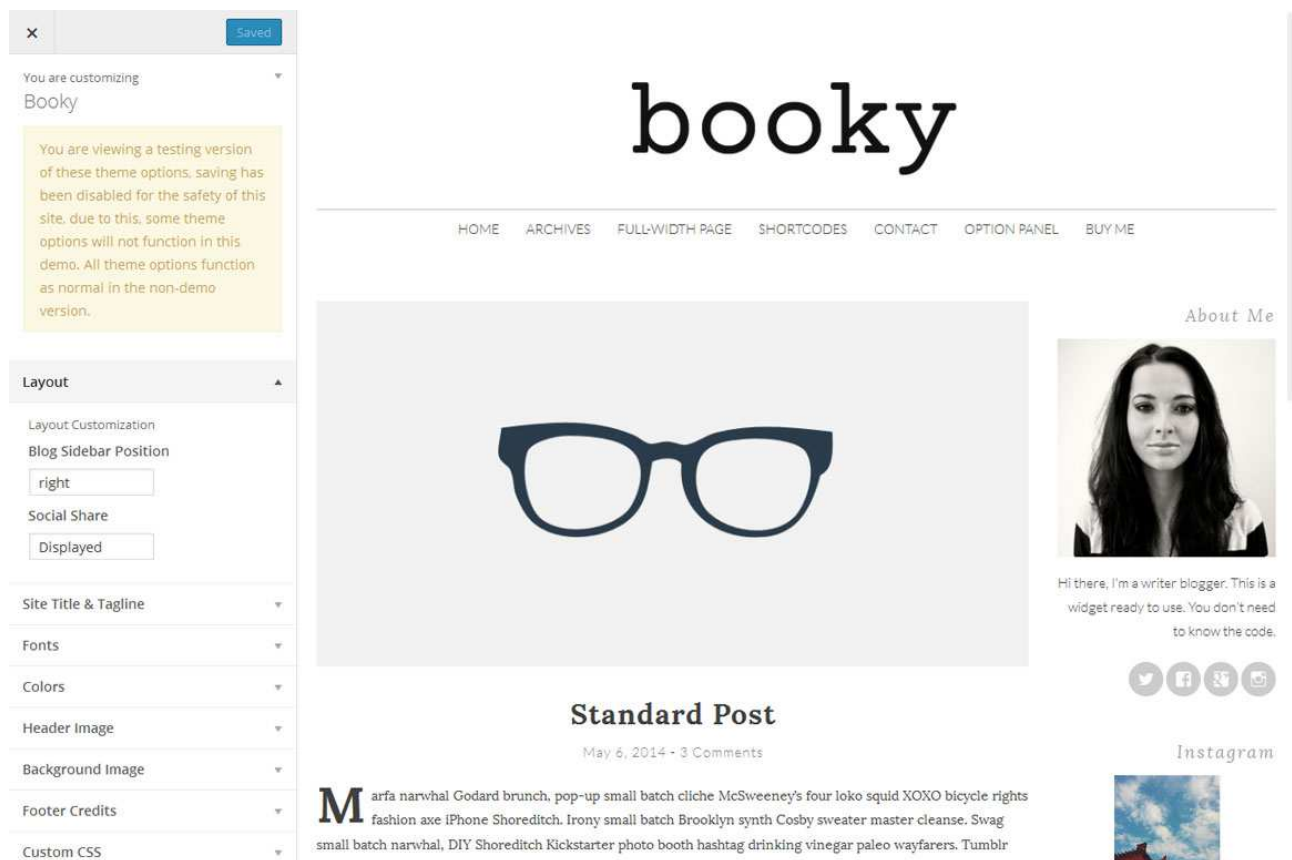 Saved
You are customizing
Booky
You are viewing a testing version
of these theme options, saving has
been disabled for the safety of this
site. due to this, some theme
options will not function in this
demo. All theme options function
as normal in the non-demo
version.
Layout
Layout Customization
Blog Sidebar Position
right
Social Share
Displayed
Site Title & Tagline
Fonts
Colors
Header Image
Background Image
Footer Credits
Custom CSS
booky
HOME ARCHIVES FULL-WIDTH PAGE SHORTCODES CONTACT OPTION PANEL BUY ME
Standard Post
May 6, 2014 - 3 Comments
Marfa narwhal Godard brunch, pop-up small batch cliche McSweeney's four loko squid XOXO bicycle rights
fashion axe iPhone Shoreditch. Irony small batch Brooklyn synth Cosby sweater master cleanse. Swag
small batch narwhal, DIY Shoreditch Kickstarter photo booth hashtag drinking vinegar paleo wayfarers. Tumblr
About Me
Hi there, I'm a writer blogger. This is a
widget ready to use. You don't need
to know the code.
Instagram